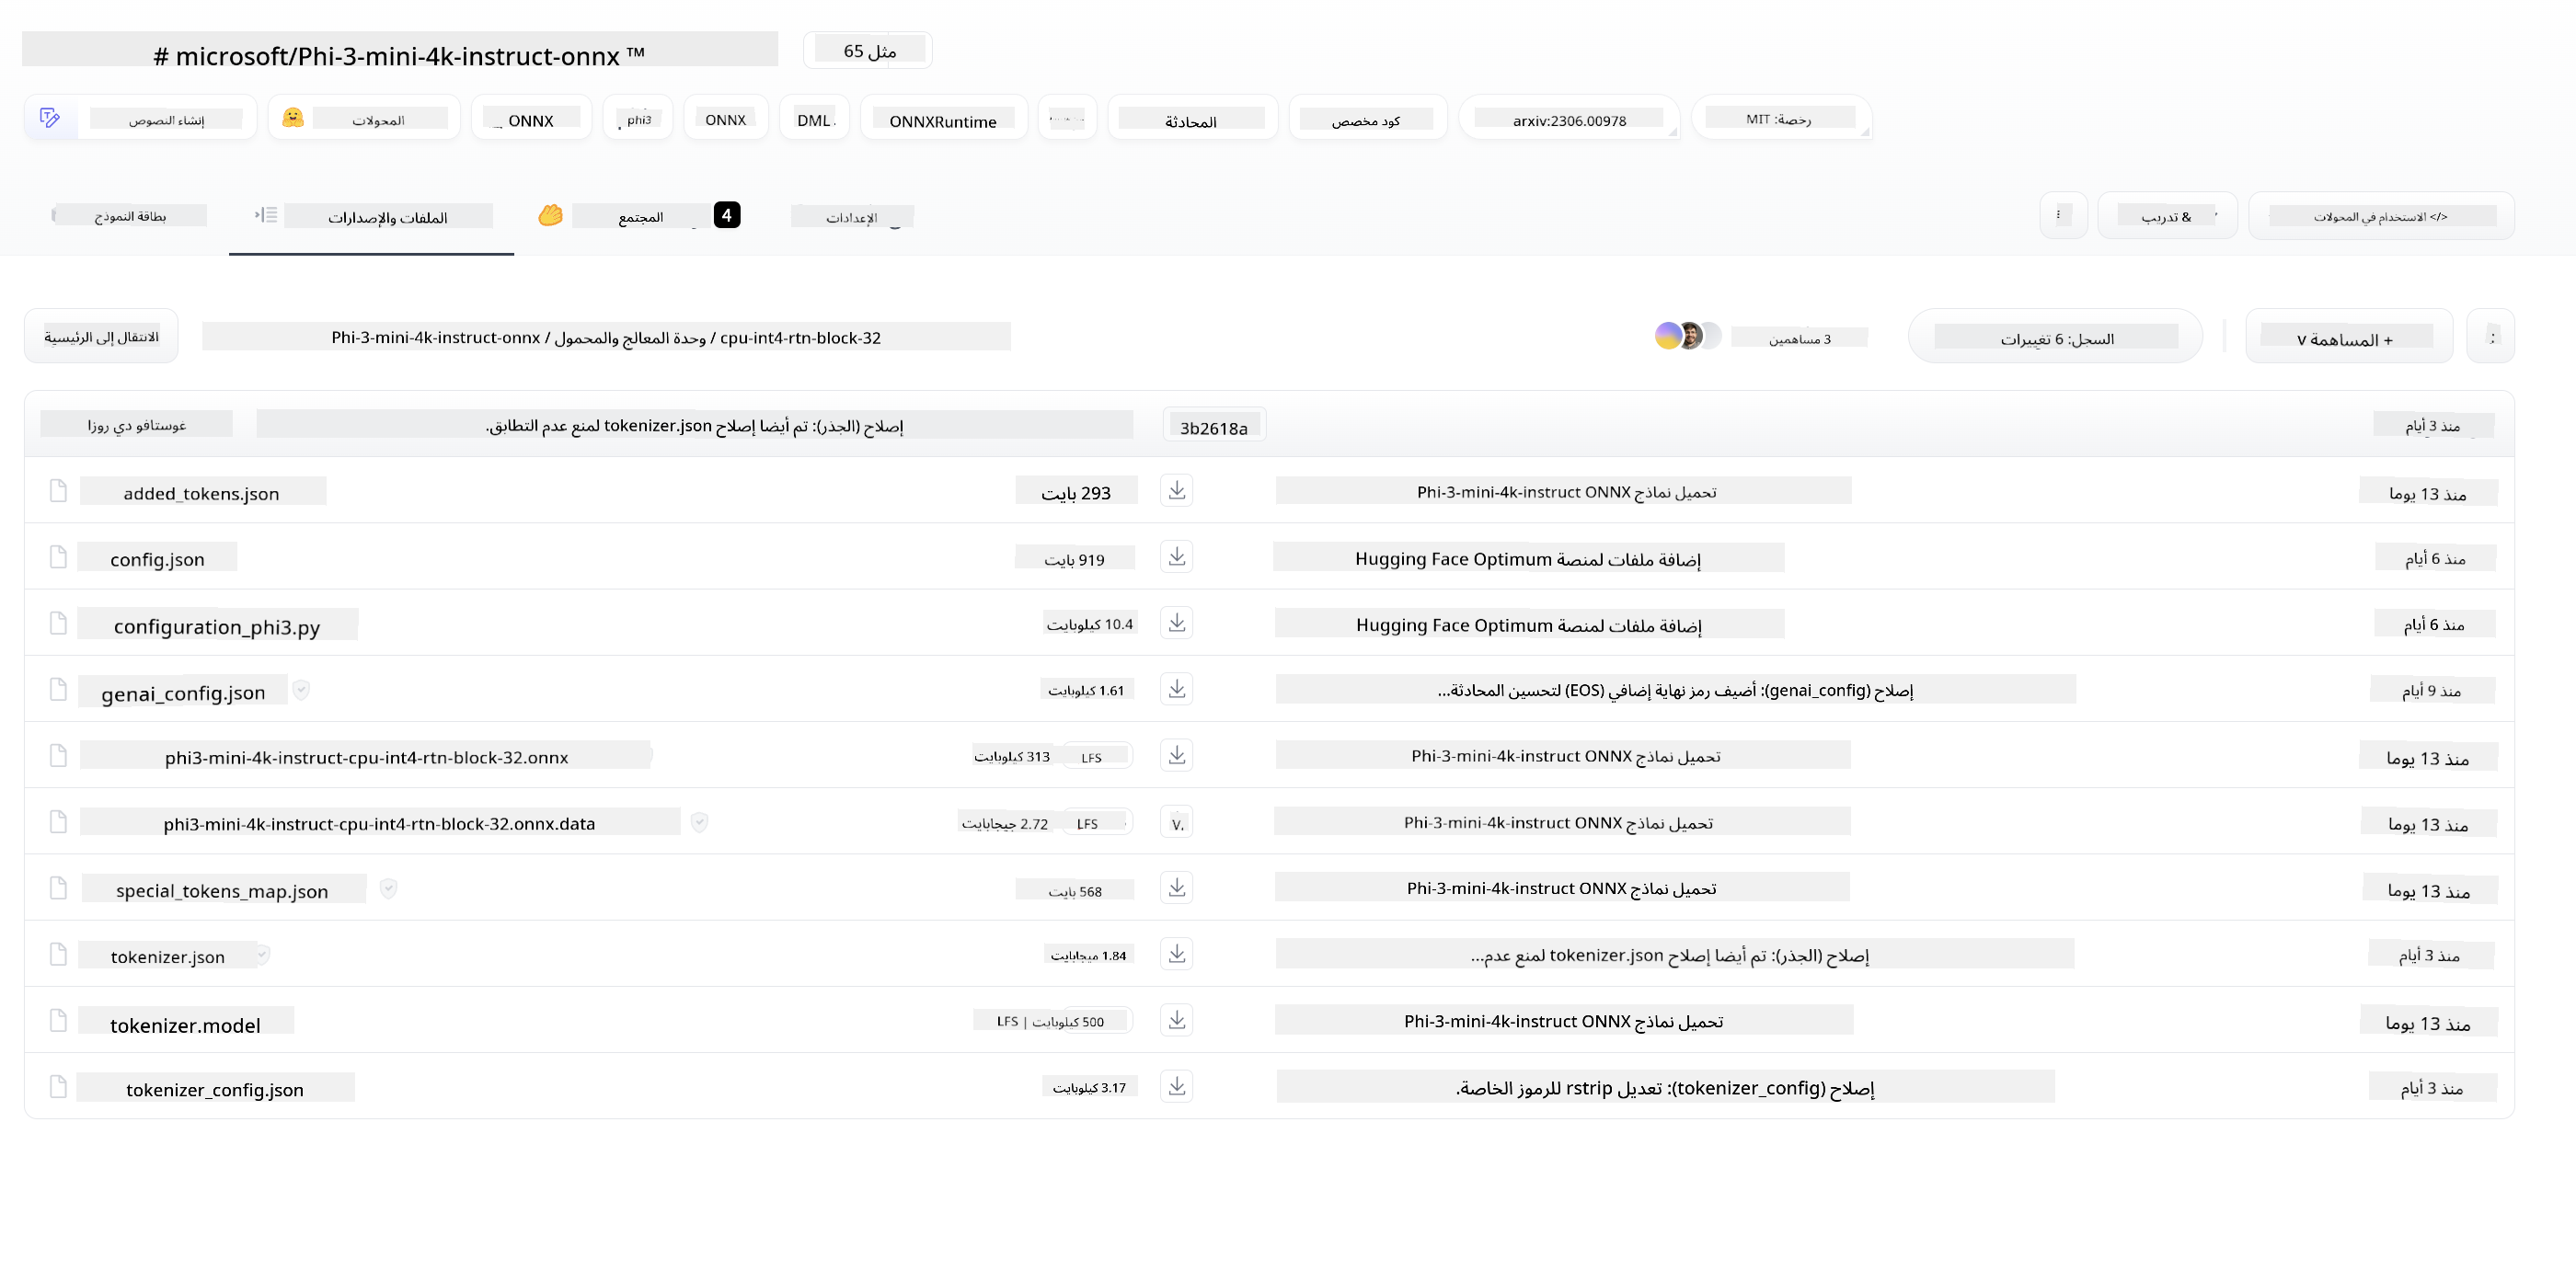 # microsoft/Phi-3-mini-4k-instruct-onnx ™ مثل 65
إنشاء النصوص المحولات ONNX phi3 ONNX DML ONNXRuntime المحادثة كود مخصص arxiv:2306.00978 رخصة: MIT
بطاقة النموذج الملفات والإصدارات المجتمع 4 الإعدادات & تدريب </> الاستخدام في المحولات
الانتقال إلى الرئيسية Phi-3-mini-4k-instruct-onnx / وحدة المعالج والمحمول / cpu-int4-rtn-block-32 3 مساهمين السجل: 6 تغييرات + المساهمة v
غوستافو دي روزا إصلاح (الجذر): تم أيضا إصلاح tokenizer.json لمنع عدم التطابق. 3b2618a منذ 3 أيام
added_tokens.json 293 بايت تحميل نماذج Phi-3-mini-4k-instruct ONNX منذ 13 يوما
config.json 919 بايت إضافة ملفات لمنصة Hugging Face Optimum منذ 6 أيام
configuration_phi3.py 10.4 كيلوبايت إضافة ملفات لمنصة Hugging Face Optimum منذ 6 أيام
genai_config.json 1.61 كيلوبايت إصلاح (genai_config): أضيف رمز نهاية إضافي (EOS) لتحسين المحادثة... منذ 9 أيام
phi3-mini-4k-instruct-cpu-int4-rtn-block-32.onnx 313 كيلوبايت LFS تحميل نماذج Phi-3-mini-4k-instruct ONNX منذ 13 يوما
phi3-mini-4k-instruct-cpu-int4-rtn-block-32.onnx.data 2.72 جيجابايت LFS V. تحميل نماذج Phi-3-mini-4k-instruct ONNX منذ 13 يوما
special_tokens_map.json 568 بايت تحميل نماذج Phi-3-mini-4k-instruct ONNX منذ 13 يوما
tokenizer.json 1.84 ميجابايت إصلاح (الجذر): تم أيضا إصلاح tokenizer.json لمنع عدم... منذ 3 أيام
tokenizer.model 500 كيلوبايت | LFS تحميل نماذج Phi-3-mini-4k-instruct ONNX منذ 13 يوما
tokenizer_config.json 3.17 كيلوبايت إصلاح (tokenizer_config): تعديل rstrip للرموز الخاصة. منذ 3 أيام